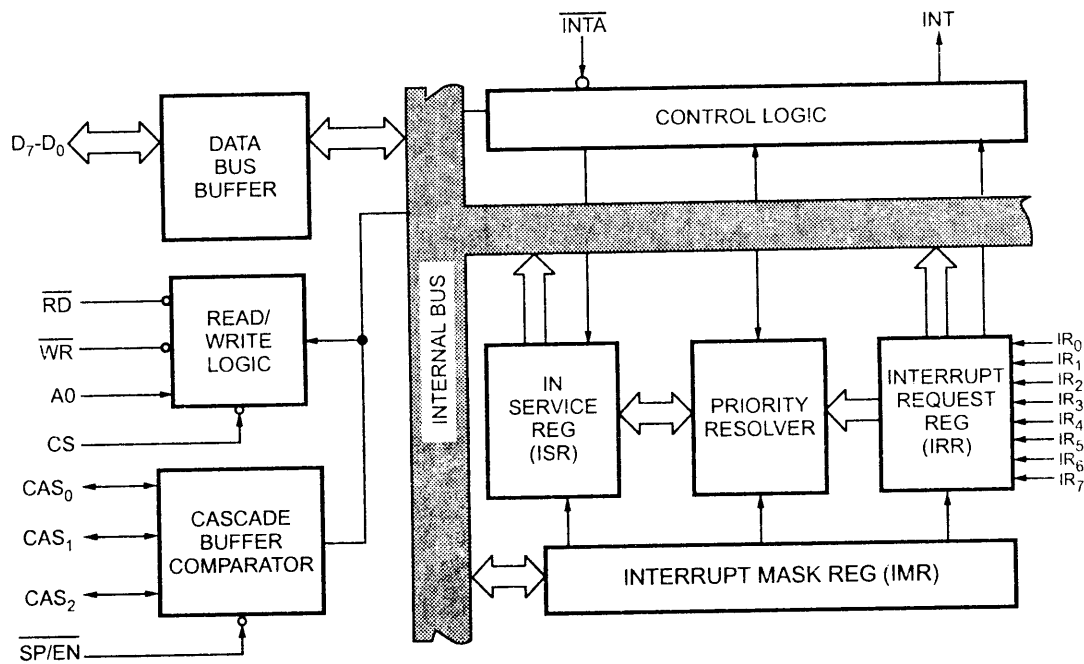 INTA
INT
CONTROL LOGIC
D7-D0
DATA
BUS
BUFFER
INTERNAL BUS
RD
WR
A0
CS
READ/
WRITE
LOGIC
IN
SERVICE
REG
(ISR)
PRIORITY
RESOLVER
INTERRUPT
REQUEST
REG
(IRR)
IR0
IR1
IR2
IR3
IR4
IR5
IR6
IR7
CAS0
CAS1
CAS2
SP/EN
CASCADE
BUFFER
COMPARATOR
INTERRUPT MASK REG (IMR)